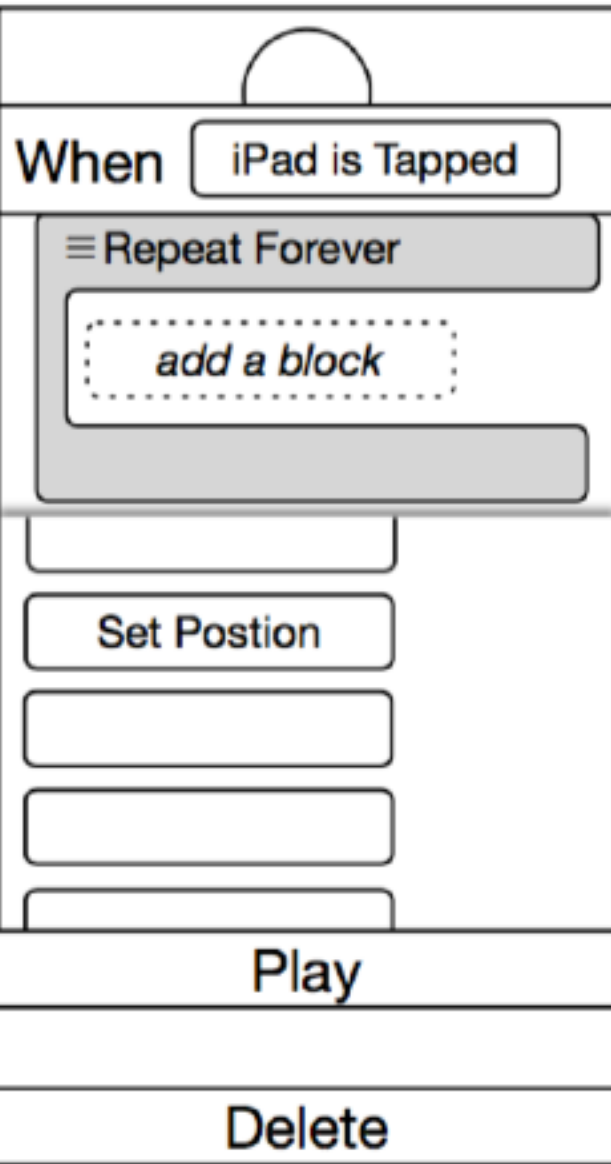 When iPad is Tapped
Repeat Forever
add a block
Set Postion
Play
Delete